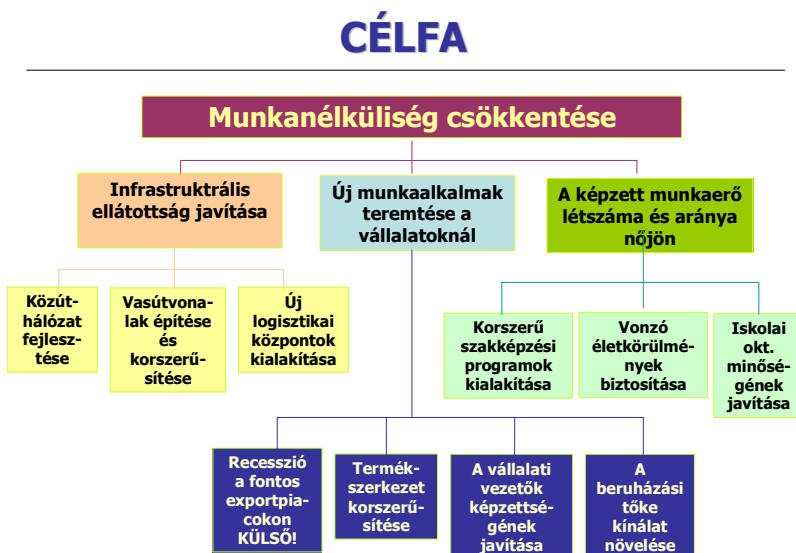 CÉLFA
Munkanélküliség csökkentése
Infrastruktrális
ellátottság javítása
Új munkaalkalmak
teremtése a
vállalatoknál
A képzett munkaerő
létszáma és aránya
nőjön
Közút-
hálózat
fejlesz-
tése
Vasútvona-
lak építése
és
korszerű-
sítése
Új
logisztikai
központok
kialakítása
Korszerű
szakképzési
programok
kialakítása
Vonzó
életkörülmé-
nyek
biztosítása
Iskolai
okt.
minősé-
gének
javítása
Recesszió
a fontos
exportpia-
cokon
KÜLSŐ!
Termék-
szerkezet
korszerű-
sítése
A vállalati
vezetők
képzettsé-
gének
javítása
A
beruházási
tőke
kínálat
növelése